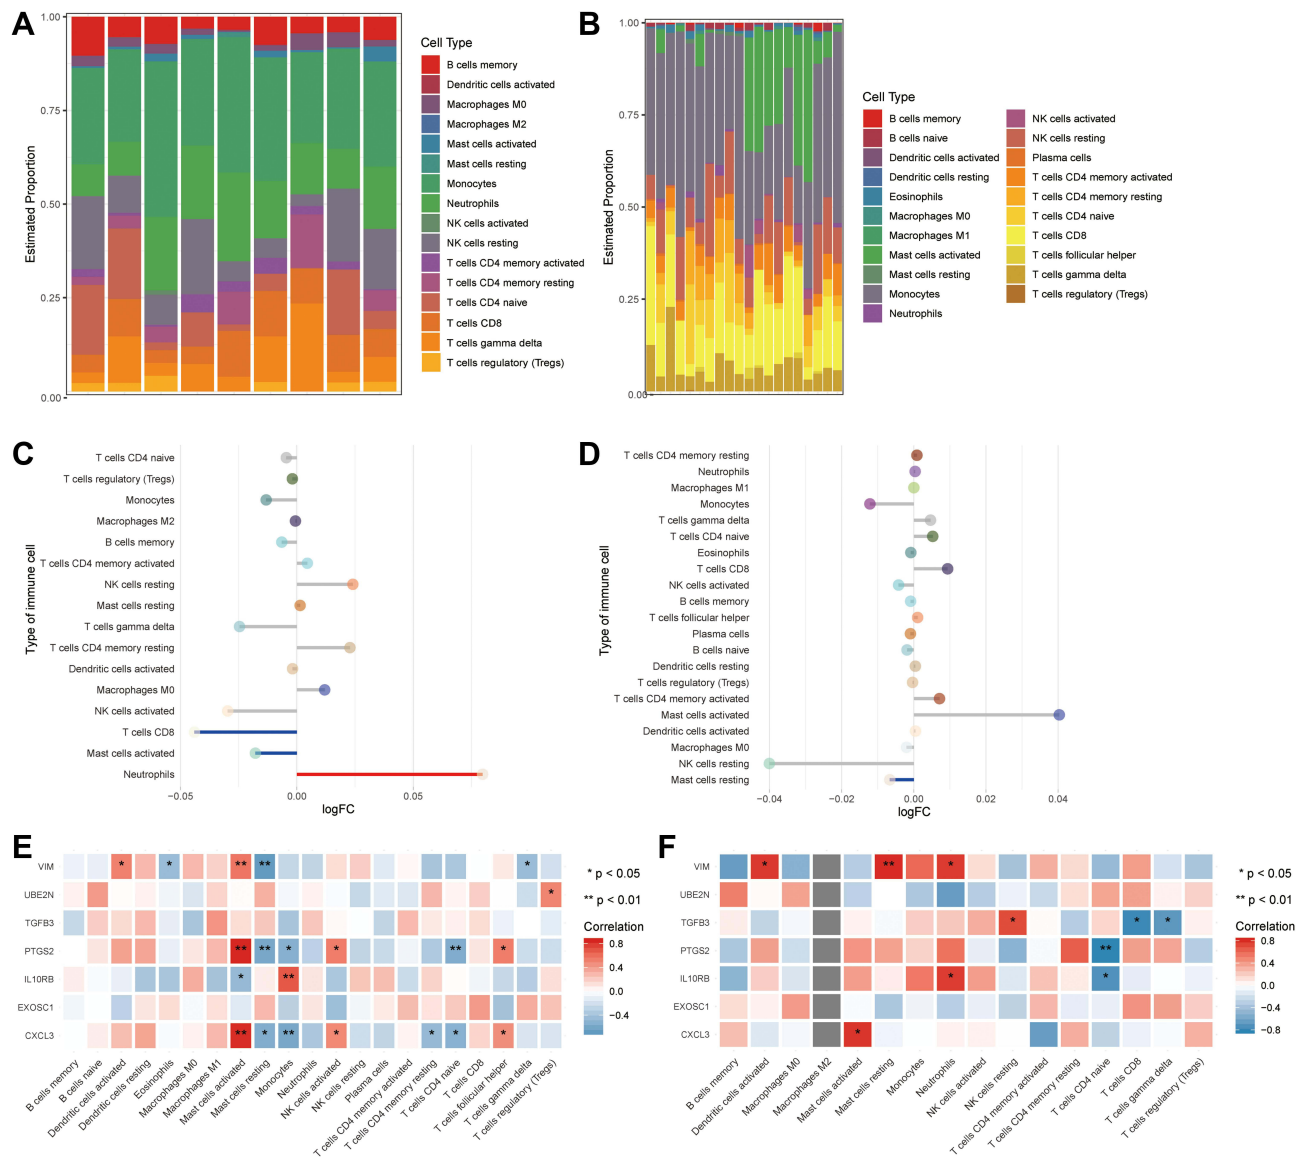 A
1.00
0.75
0.50
0.25
0.00
Estimated Proportion
Cell Type
B cells memory
Dendritic cells activated
Macrophages M0
Macrophages M2
Mast cells activated
Mast cells resting
Monocytes
Neutrophils
NK cells activated
NK cells resting
T cells CD4 memory activated
T cells CD4 memory resting
T cells CD4 naive
T cells CD8
T cells gamma delta
T cells regulatory (Tregs)
B
1.00
0.75
0.50
0.25
0.00
Estimated Proportion
Cell Type
B cells memory
B cells naive
Dendritic cells activated
Dendritic cells resting
Eosinophils
Macrophages M0
Macrophages M1
Mast cells activated
Mast cells resting
Monocytes
Neutrophils
NK cells activated
NK cells resting
Plasma cells
T cells CD4 memory activated
T cells CD4 memory resting
T cells CD4 naive
T cells CD8
T cells follicular helper
T cells gamma delta
T cells regulatory (Tregs)
C
Type of immune cell
T cells CD4 naive
T cells regulatory (Tregs)
Monocytes
Macrophages M2
B cells memory
T cells CD4 memory activated
NK cells resting
Mast cells resting
T cells gamma delta
T cells CD4 memory resting
Dendritic cells activated
Macrophages M0
NK cells activated
T cells CD8
Mast cells activated
Neutrophils
−0.05
0.00
0.05
logFC
D
Type of immune cell
T cells CD4 memory resting
Neutrophils
Macrophages M1
Monocytes
T cells gamma delta
T cells CD4 naive
Eosinophils
T cells CD8
NK cells activated
B cells memory
T cells follicular helper
Plasma cells
B cells naive
Dendritic cells resting
T cells regulatory (Tregs)
T cells CD4 memory activated
Mast cells activated
Dendritic cells activated
Macrophages M0
NK cells resting
Mast cells resting
−0.04
−0.02
0.00
0.02
0.04
logFC
E
VIM * * ** ** *
UBE2N *
TGFB3
PTGS2 ** ** * * ** *
IL10RB * **
EXOSC1
CXCL3 ** * ** * * * *
B cells memory
B cells naive
Dendritic cells activated
Dendritic cells resting
Eosinophils
Macrophages M0
Macrophages M1
Mast cells activated
Mast cells resting
Monocytes
Neutrophils
NK cells activated
NK cells resting
Plasma cells
T cells CD4 memory activated
T cells CD4 memory resting
T cells CD4 naive
T cells CD8
T cells follicular helper
T cells gamma delta
T cells regulatory (Tregs)
* p < 0.05
** p < 0.01
Correlation
0.8
0.4
0.0
−0.4
F
VIM * ** *
UBE2N
TGFB3 * * *
PTGS2 **
IL10RB * *
EXOSC1
CXCL3 *
B cells memory
Dendritic cells activated
Macrophages M0
Macrophages M2
Mast cells activated
Mast cells resting
Monocytes
Neutrophils
NK cells activated
NK cells resting
T cells CD4 memory activated
T cells CD4 memory resting
T cells CD4 naive
T cells CD8
T cells gamma delta
T cells regulatory (Tregs)
* p < 0.05
** p < 0.01
Correlation
0.8
0.4
0.0
−0.4
−0.8